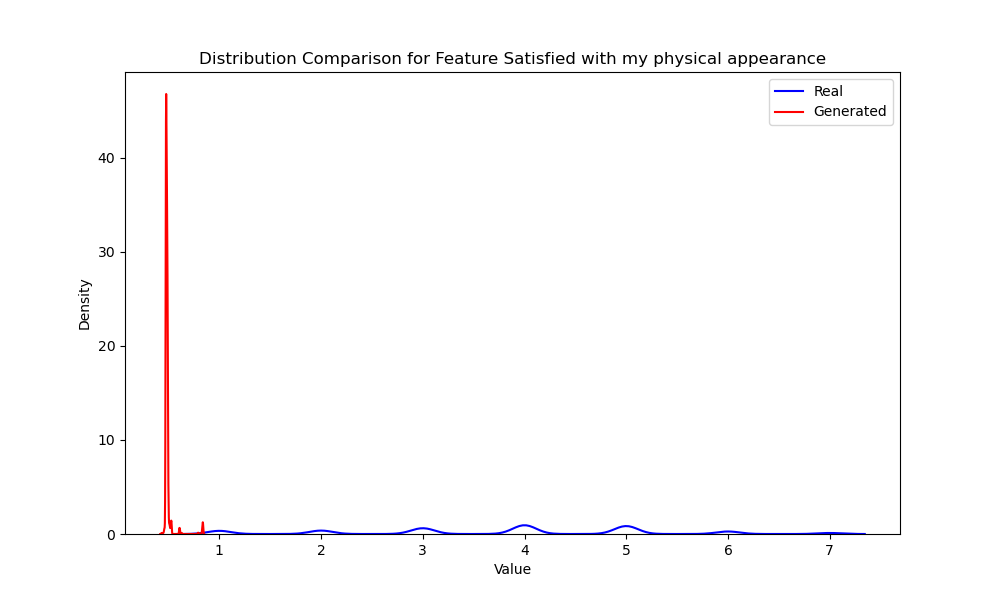 Distribution Comparison for Feature Satisfied with my physical appearance
Real
Generated
Density
40
30
20
10
0
1 2 3 4 5 6 7
Value